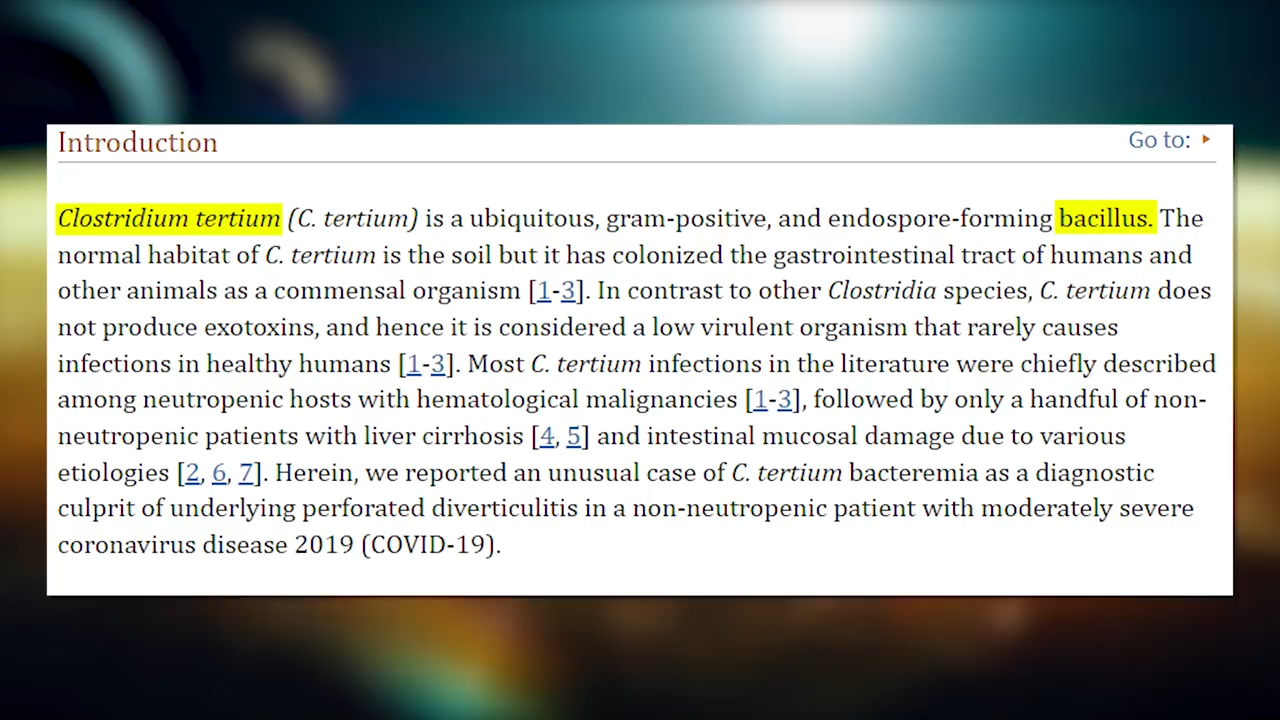 Introduction
Go to:
Clostridium tertium (C. tertium) is a ubiquitous, gram-positive, and endospore-forming bacillus. The
normal habitat of C. tertium is the soil but it has colonized the gastrointestinal tract of humans and
other animals as a commensal organism [1-3]. In contrast to other Clostridia species, C. tertium does
not produce exotoxins, and hence it is considered a low virulent organism that rarely causes
infections in healthy humans [1-3]. Most C. tertium infections in the literature were chiefly described
among neutropenic hosts with hematological malignancies [1-3], followed by only a handful of non-
neutropenic patients with liver cirrhosis [4, 5] and intestinal mucosal damage due to various
etiologies [2, 6, 7]. Herein, we reported an unusual case of C. tertium bacteremia as a diagnostic
culprit of underlying perforated diverticulitis in a non-neutropenic patient with moderately severe
coronavirus disease 2019 (COVID-19).